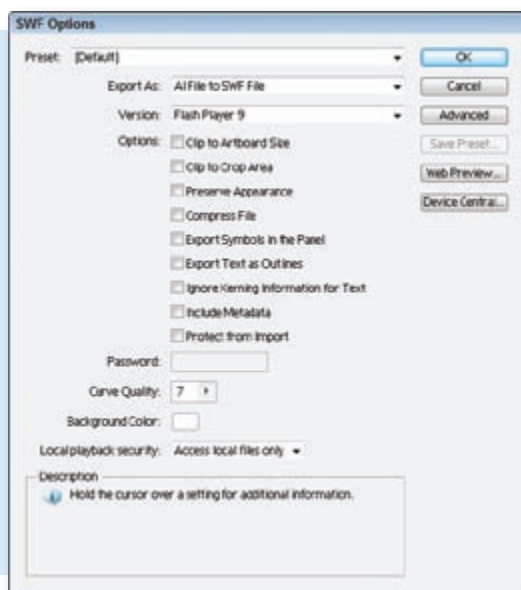 SWF Options
Preset: [Default]
OK
Export As: AI File to SWF File
Cancel
Version: Flash Player 9
Advanced
Options: Clip to Artboard Size
Save Preset...
Clip to Crop Area
Web Preview...
Preserve Appearance
Device Central...
Compress File
Export Symbols in the Panel
Export Text as Outlines
Ignore Kerning Information for Text
Include Metadata
Protect from Import
Password:
Curve Quality: 7
Background Color:
Local playback security: Access local files only
Description
Hold the cursor over a setting for additional information.